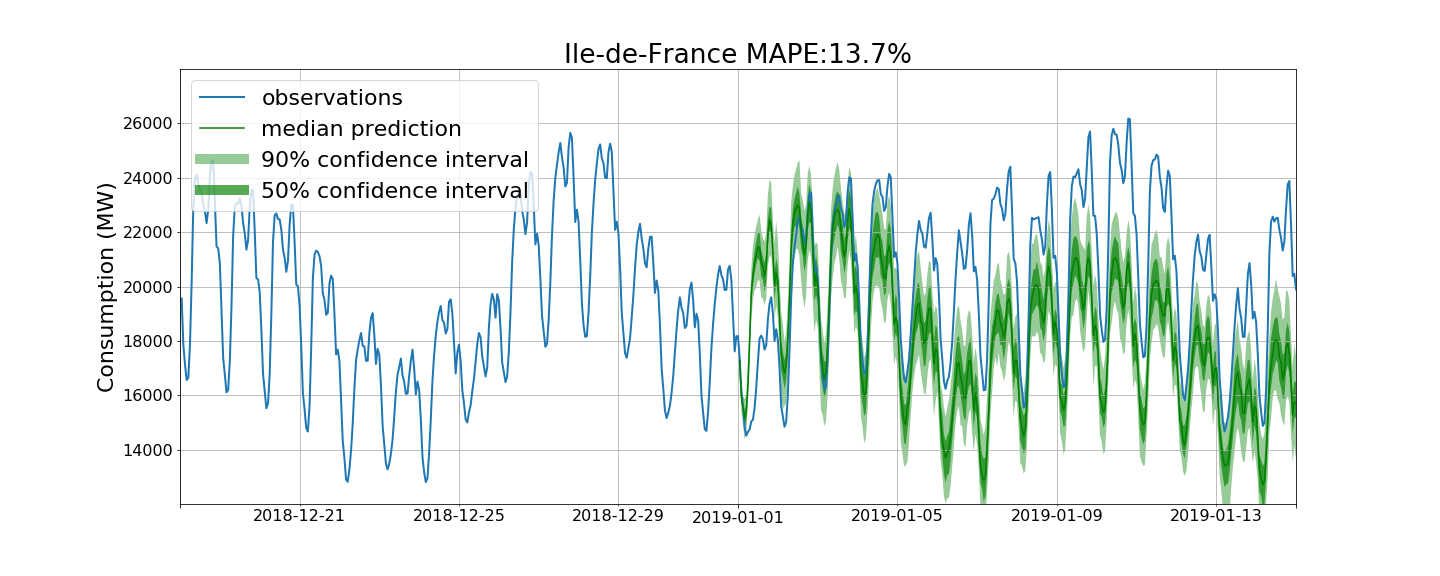 Ile-de-France MAPE:13.7%
observations
median prediction
90% confidence interval
50% confidence interval
Consumption (MW)
26000
24000
22000
20000
18000
16000
14000
2018-12-21
2018-12-25
2018-12-29
2019-01-01
2019-01-05
2019-01-09
2019-01-13